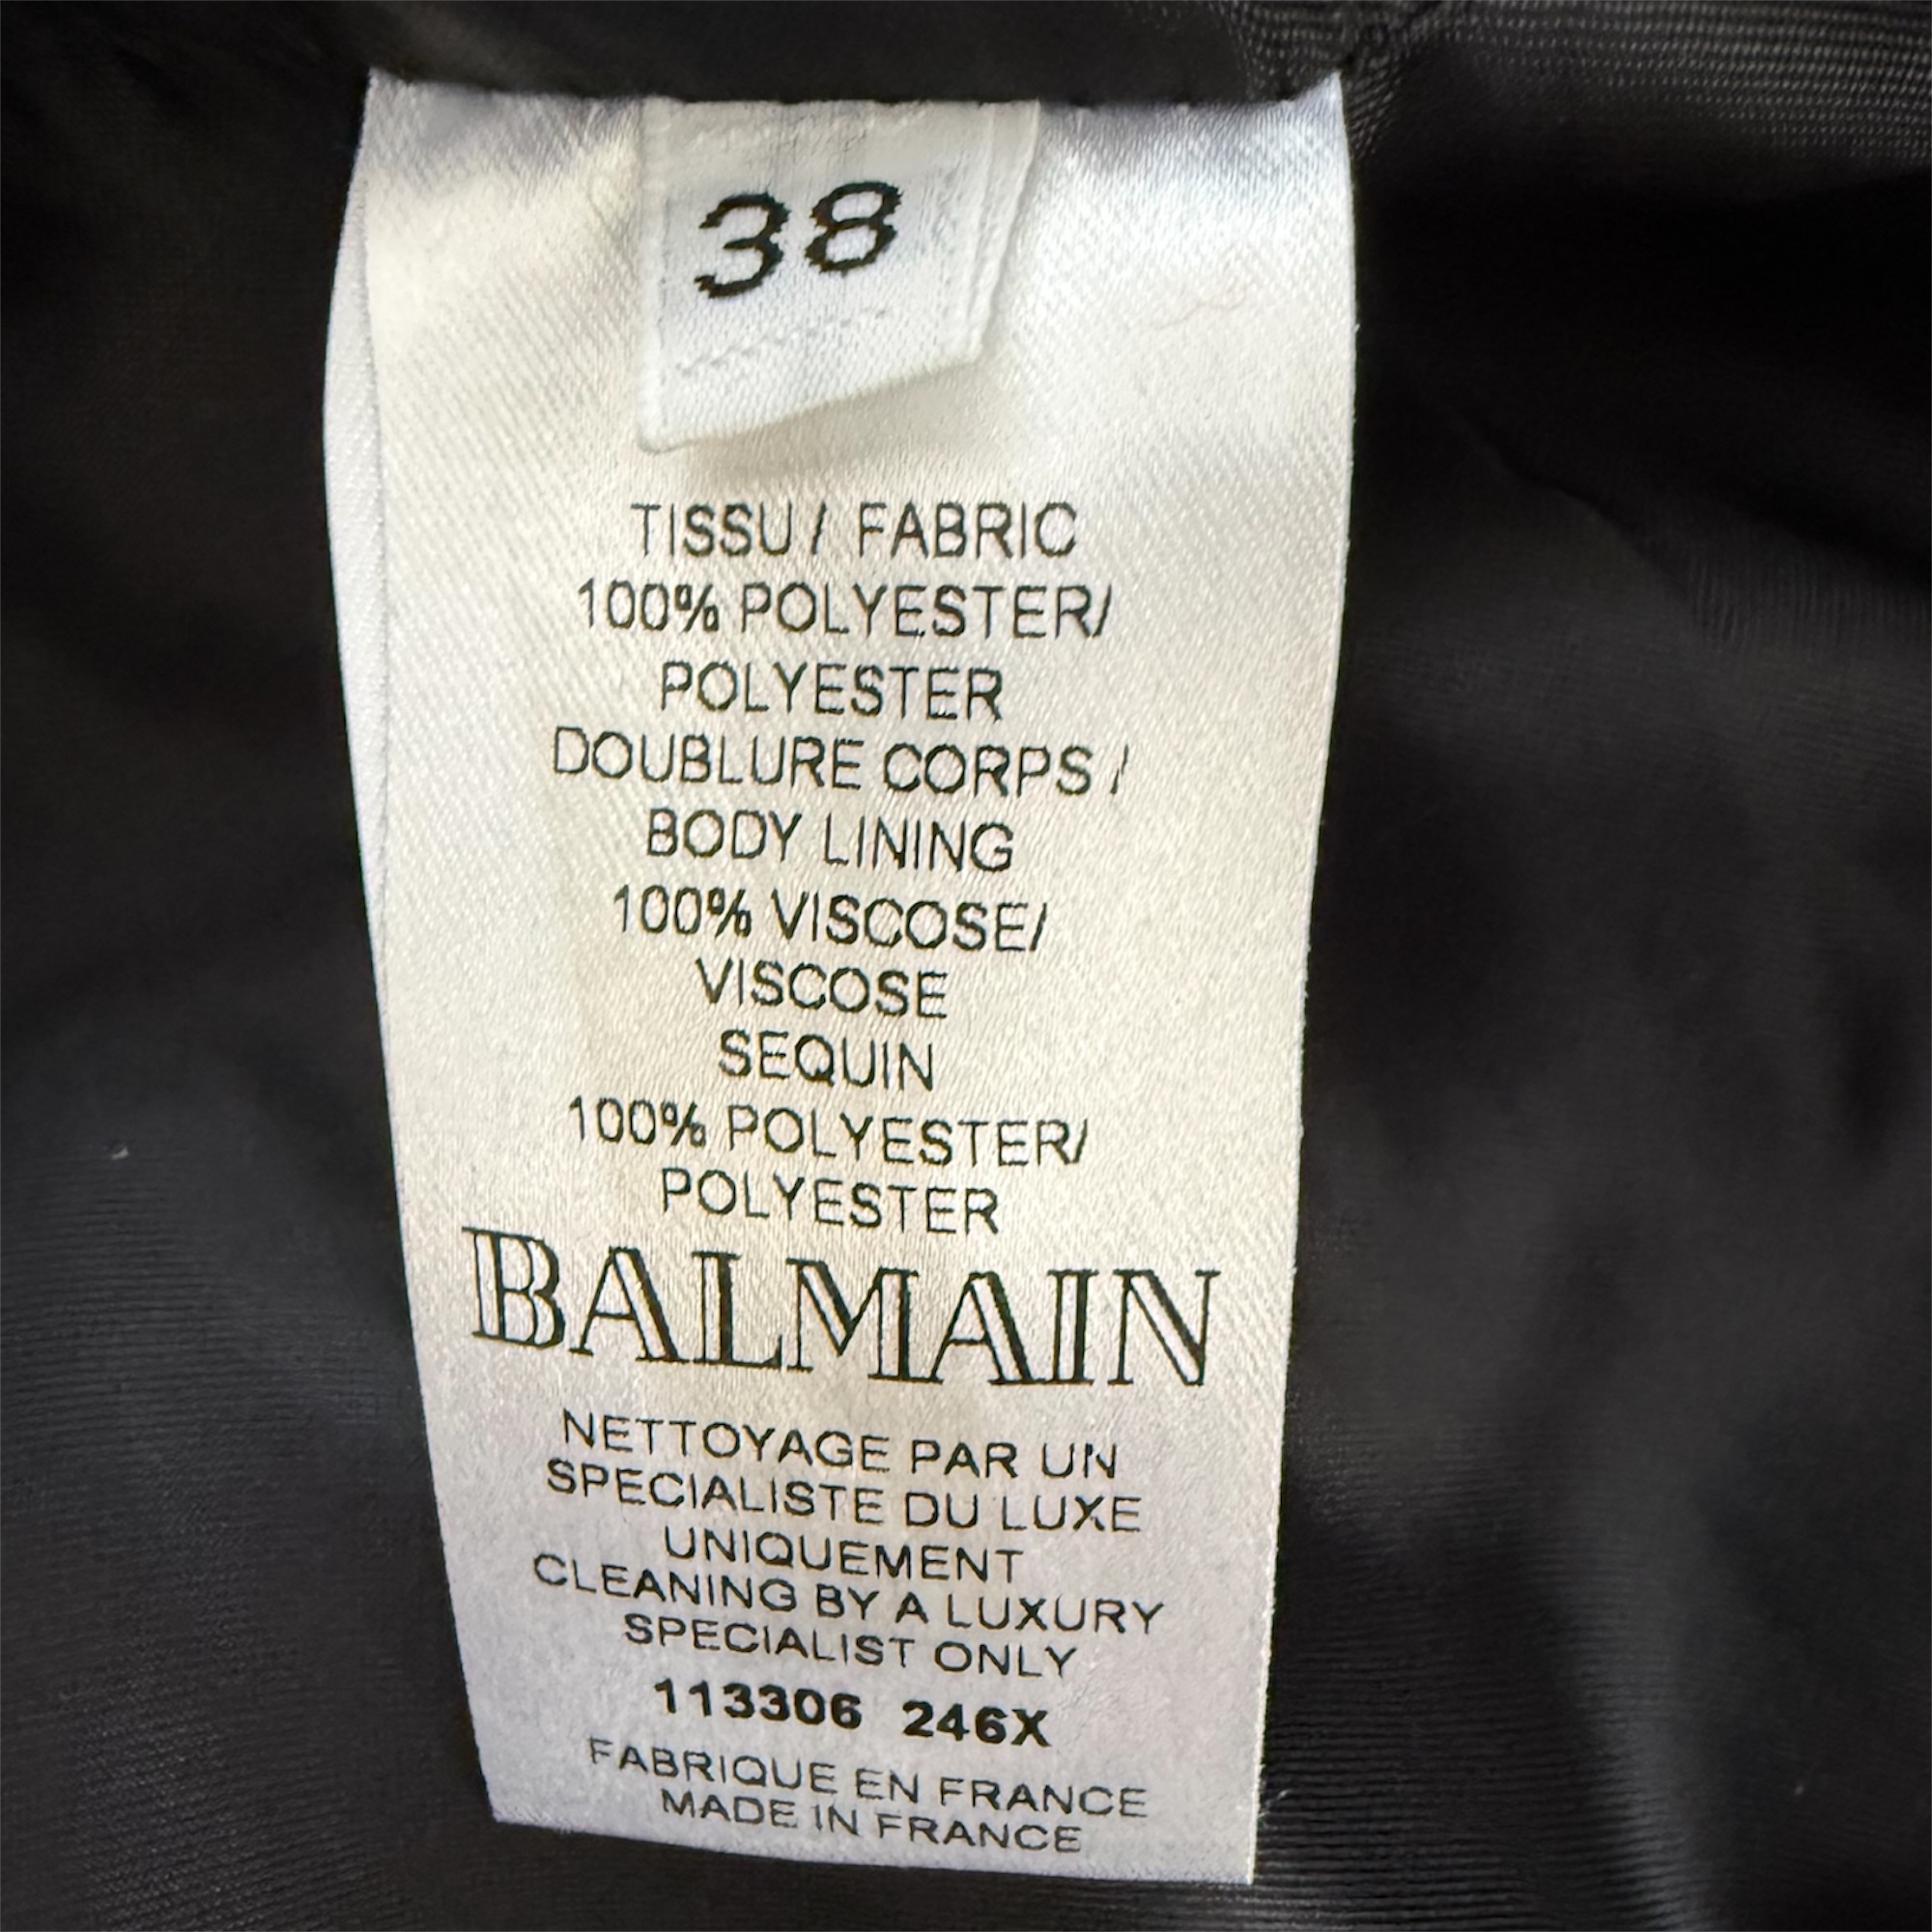 38
TISSU / FABRIC
100% POLYESTER/
POLYESTER
DOUBLURE CORPS /
BODY LINING
100% VISCOSE/
VISCOSE
SEQUIN
100% POLYESTER/
POLYESTER
BALMAIN
NETTOYAGE PAR UN
SPECIALISTE DU LUXE
UNIQUEMENT
CLEANING BY A LUXURY
SPECIALIST ONLY
113306 246X
FABRIQUE EN FRANCE
MADE IN FRANCE